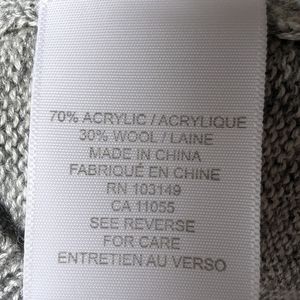 70% ACRYLIC / ACRYLIQUE
30% WOOL / LAINE
MADE IN CHINA
FABRIQUÉ EN CHINE
RN 103149
CA 11055
SEE REVERSE
FOR CARE
ENTRETIEN AU VERSO